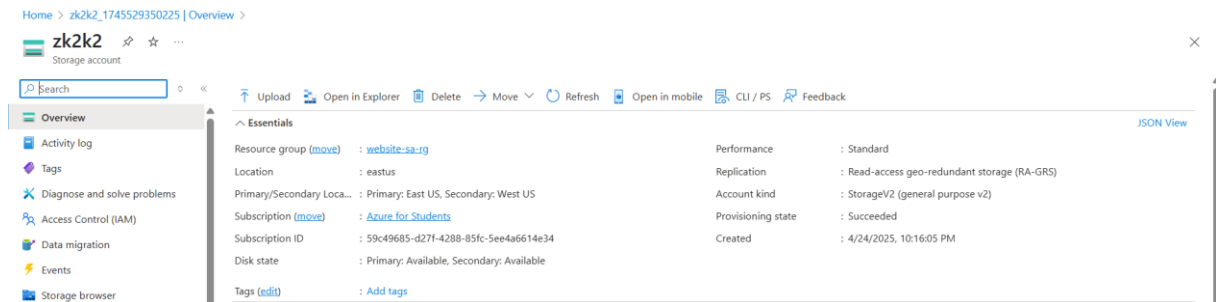 Home > zk2k2_1745529350225 | Overview >
zk2k2
Storage account
Search
Upload Open in Explorer Delete Move Refresh Open in mobile CLI / PS Feedback
Overview
Activity log
Tags
Diagnose and solve problems
Access Control (IAM)
Data migration
Events
Storage browser
Essentials
JSON View
Resource group (move) : website-sa-rg
Location : eastus
Primary/Secondary Loca... : Primary: East US, Secondary: West US
Subscription (move) : Azure for Students
Subscription ID : 59c49685-d27f-4288-85fc-5ee4a6614e34
Disk state : Primary: Available, Secondary: Available
Tags (edit) : Add tags
Performance : Standard
Replication : Read-access geo-redundant storage (RA-GRS)
Account kind : StorageV2 (general purpose v2)
Provisioning state : Succeeded
Created : 4/24/2025, 10:16:05 PM